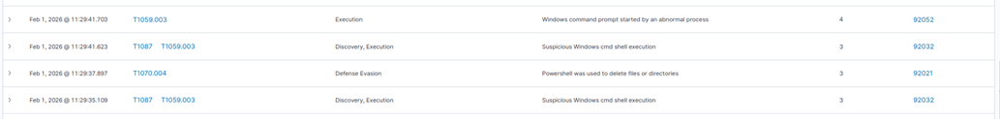 Feb 1, 2026 @ 11:29:41.703 T1059.003 Execution Windows command prompt started by an abnormal process 4 92052
Feb 1, 2026 @ 11:29:41.623 T1087 T1059.003 Discovery, Execution Suspicious Windows cmd shell execution 3 92032
Feb 1, 2026 @ 11:29:37.897 T1070.004 Defense Evasion Powershell was used to delete files or directories 3 92021
Feb 1, 2026 @ 11:29:35.109 T1087 T1059.003 Discovery, Execution Suspicious Windows cmd shell execution 3 92032